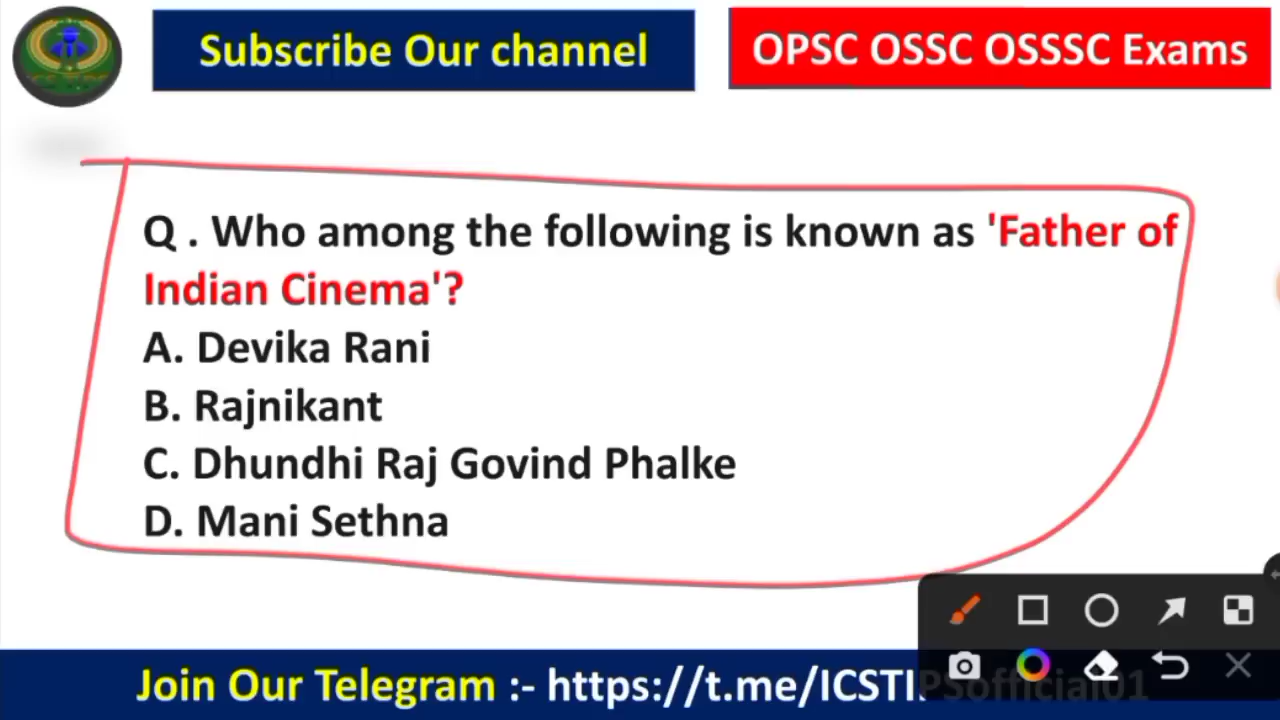 Subscribe Our channel
OPSC OSSC OSSSC Exams
Q . Who among the following is known as 'Father of
Indian Cinema'?
A. Devika Rani
B. Rajnikant
C. Dhundhi Raj Govind Phalke
D. Mani Sethna
Join Our Telegram :- https://t.me/ICSTIPSofficial01